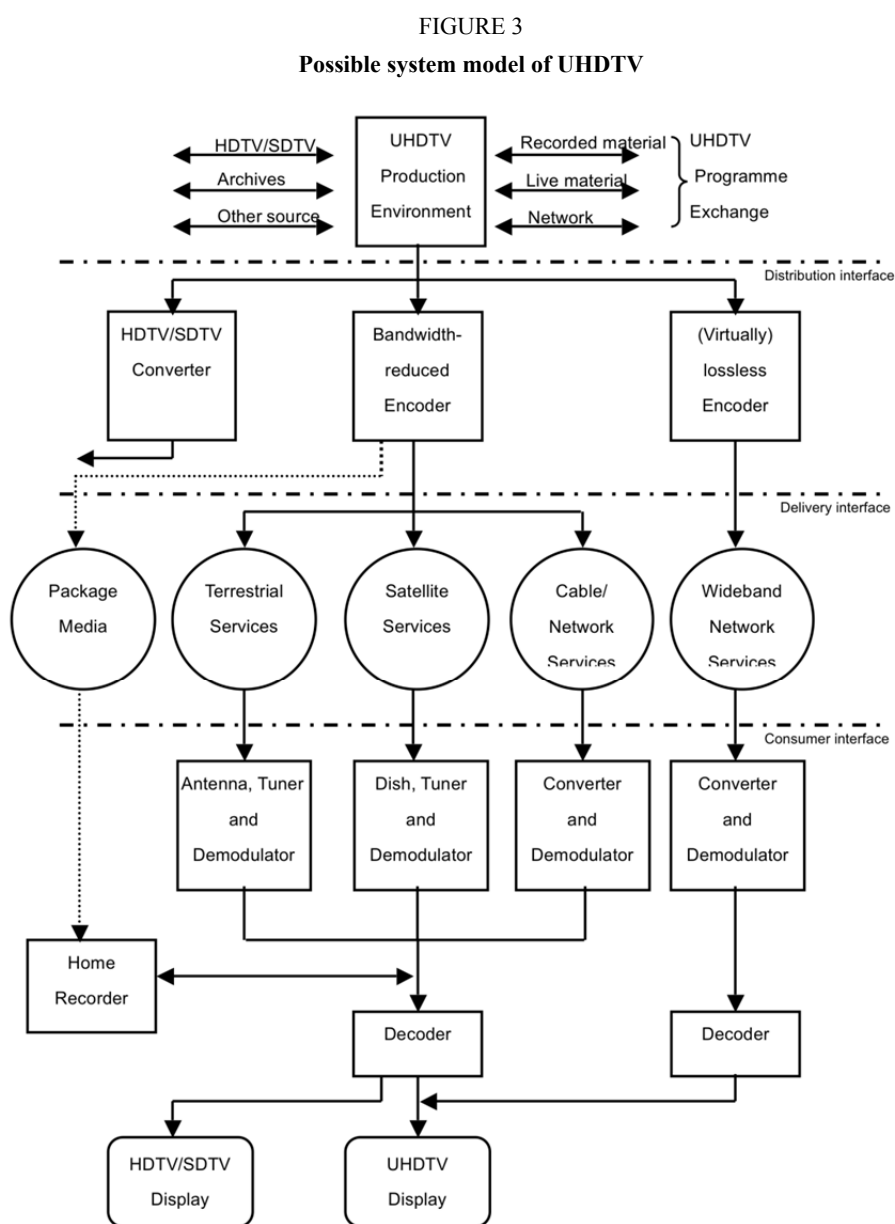 FIGURE 3
Possible system model of UHDTV
HDTV/SDTV
Archives
Other source
UHDTV
Production
Environment
Recorded material
Live material
Network
UHDTV
Programme
Exchange
Distribution interface
HDTV/SDTV
Converter
Bandwidth-
reduced
Encoder
(Virtually)
lossless
Encoder
Delivery interface
Package
Media
Terrestrial
Services
Satellite
Services
Cable/
Network
Services
Wideband
Network
Services
Consumer interface
Antenna, Tuner
and
Demodulator
Dish, Tuner
and
Demodulator
Converter
and
Demodulator
Converter
and
Demodulator
Home
Recorder
Decoder
Decoder
HDTV/SDTV
Display
UHDTV
Display